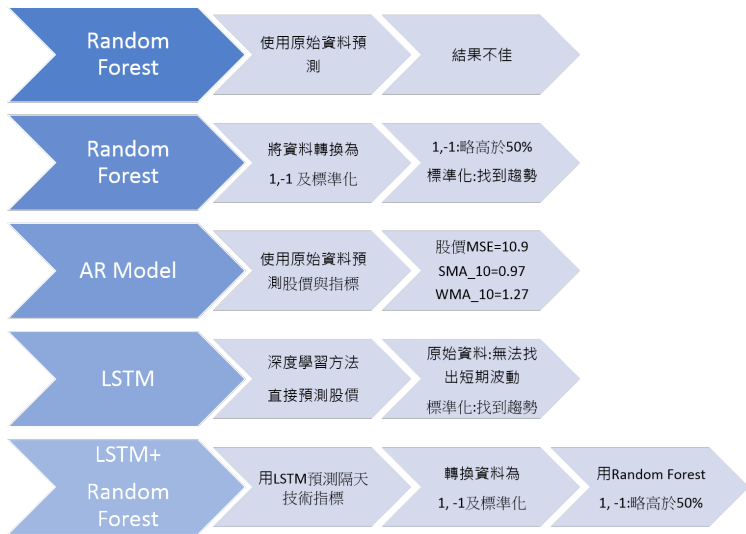 Random
Forest
使用原始資料預
測
結果不佳
Random
Forest
將資料轉換為
1,-1 及標準化
1,-1:略高於50%
標準化:找到趨勢
AR Model
使用原始資料預
測股價與指標
股價MSE=10.9
SMA_10=0.97
WMA_10=1.27
LSTM
深度學習方法
直接預測股價
原始資料:無法找
出短期波動
標準化:找到趨勢
LSTM+
Random
Forest
用LSTM預測隔天
技術指標
轉換資料為
1, -1及標準化
用Random Forest
1, -1:略高於50%